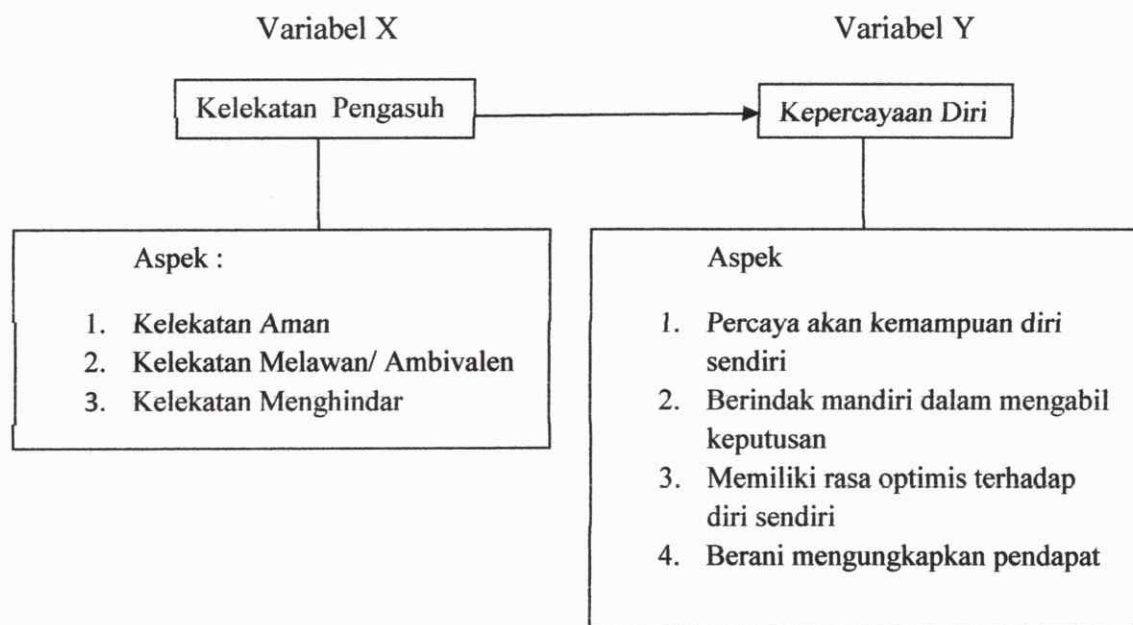 Variabel X
Variabel Y
Kelekatan Pengasuh
Kepercayaan Diri
Aspek :
1. Kelekatan Aman
2. Kelekatan Melawan/ Ambivalen
3. Kelekatan Menghindar
Aspek
1. Percaya akan kemampuan diri
sendiri
2. Berindak mandiri dalam mengabil
keputusan
3. Memiliki rasa optimis terhadap
diri sendiri
4. Berani mengungkapkan pendapat